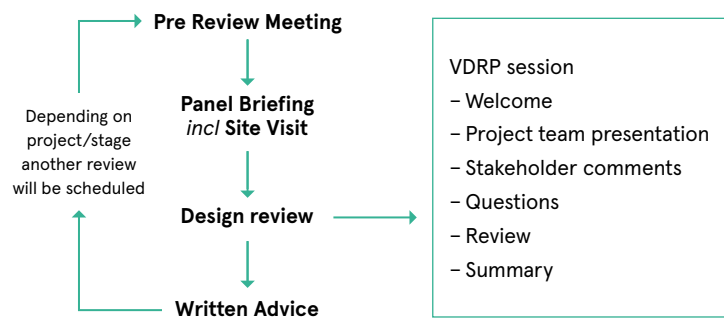 Pre Review Meeting
Panel Briefing
incl Site Visit
Design review
Written Advice
Depending on
project/stage
another review
will be scheduled
VDRP session
– Welcome
– Project team presentation
– Stakeholder comments
– Questions
– Review
– Summary